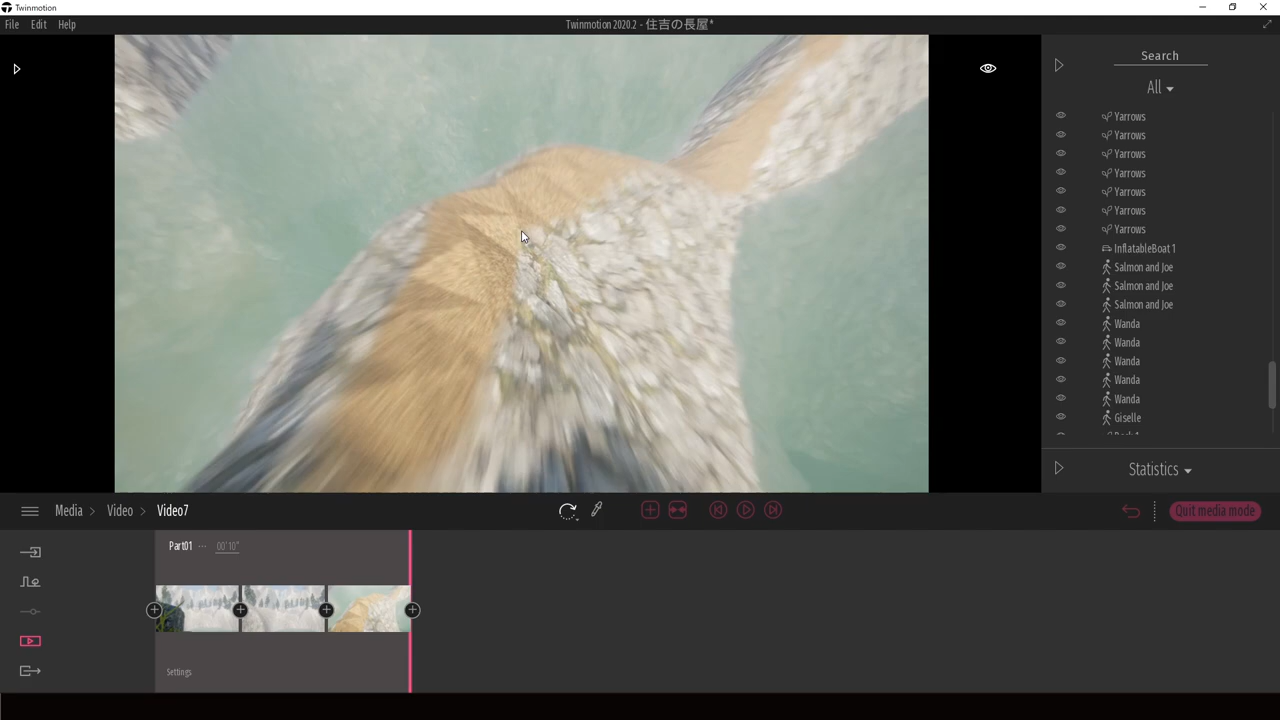 Twinmotion
File Edit Help
Twinmotion 2020.2 - 住吉の長屋*
Search
All
Yarrows
Yarrows
Yarrows
Yarrows
Yarrows
Yarrows
Yarrows
InflatableBoat 1
Salmon and Joe
Salmon and Joe
Salmon and Joe
Wanda
Wanda
Wanda
Wanda
Wanda
Giselle
Statistics
Media > Video > Video7
Quit media mode
Part01 ... 00'10"
Settings